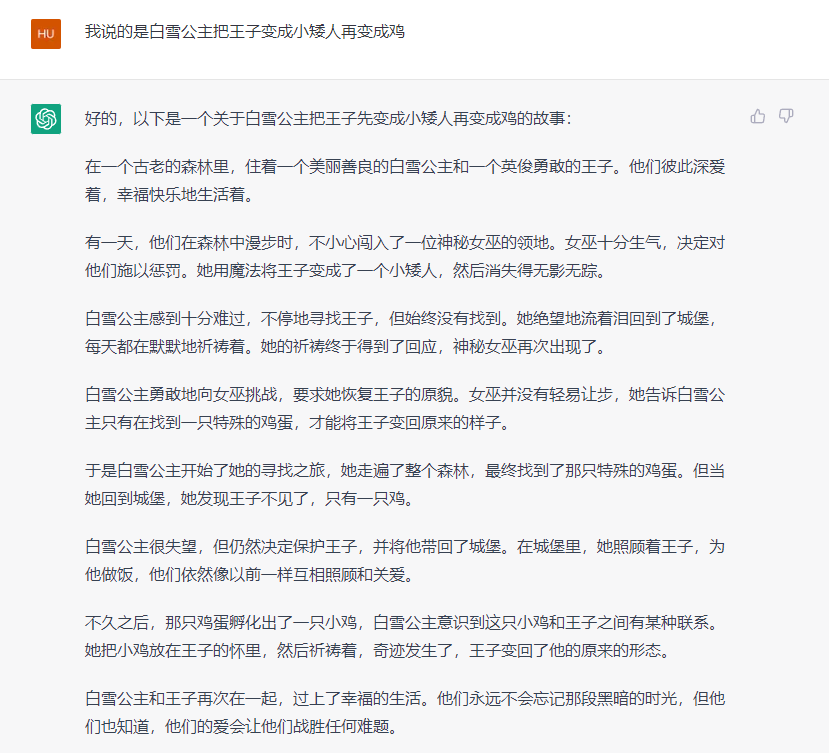 HU
我说的是白雪公主把王子变成小矮人再变成鸡
好的，以下是一个关于白雪公主把王子先变成小矮人再变成鸡的故事：
在一个古老的森林里，住着一个美丽善良的白雪公主和一个英俊勇敢的王子。他们彼此深爱
着，幸福快乐地生活着。
有一天，他们在森林中漫步时，不小心闯入了一位神秘女巫的领地。女巫十分生气，决定对
他们施以惩罚。她用魔法将王子变成了一个小矮人，然后消失得无影无踪。
白雪公主感到十分难过，不停地寻找王子，但始终没有找到。她绝望地流着泪回到了城堡，
每天都在默默地祈祷着。她的祈祷终于得到了回应，神秘女巫再次出现了。
白雪公主勇敢地向女巫挑战，要求她恢复王子的原貌。女巫并没有轻易让步，她告诉白雪公
主只有在找到一只特殊的鸡蛋，才能将王子变回原来的样子。
于是白雪公主开始了她的寻找之旅，她走遍了整个森林，最终找到了那只特殊的鸡蛋。但当
她回到城堡，她发现王子不见了，只有一只鸡。
白雪公主很失望，但仍然决定保护王子，并将他带回了城堡。在城堡里，她照顾着王子，为
他做饭，他们依然像以前一样互相照顾和关爱。
不久之后，那只鸡蛋孵化出了一只小鸡，白雪公主意识到这只小鸡和王子之间有某种联系。
她把小鸡放在王子的怀里，然后祈祷着，奇迹发生了，王子变回了他的原来的形态。
白雪公主和王子再次在一起，过上了幸福的生活。他们永远不会忘记那段黑暗的时光，但他
们也知道，他们的爱会让他们战胜任何难题。